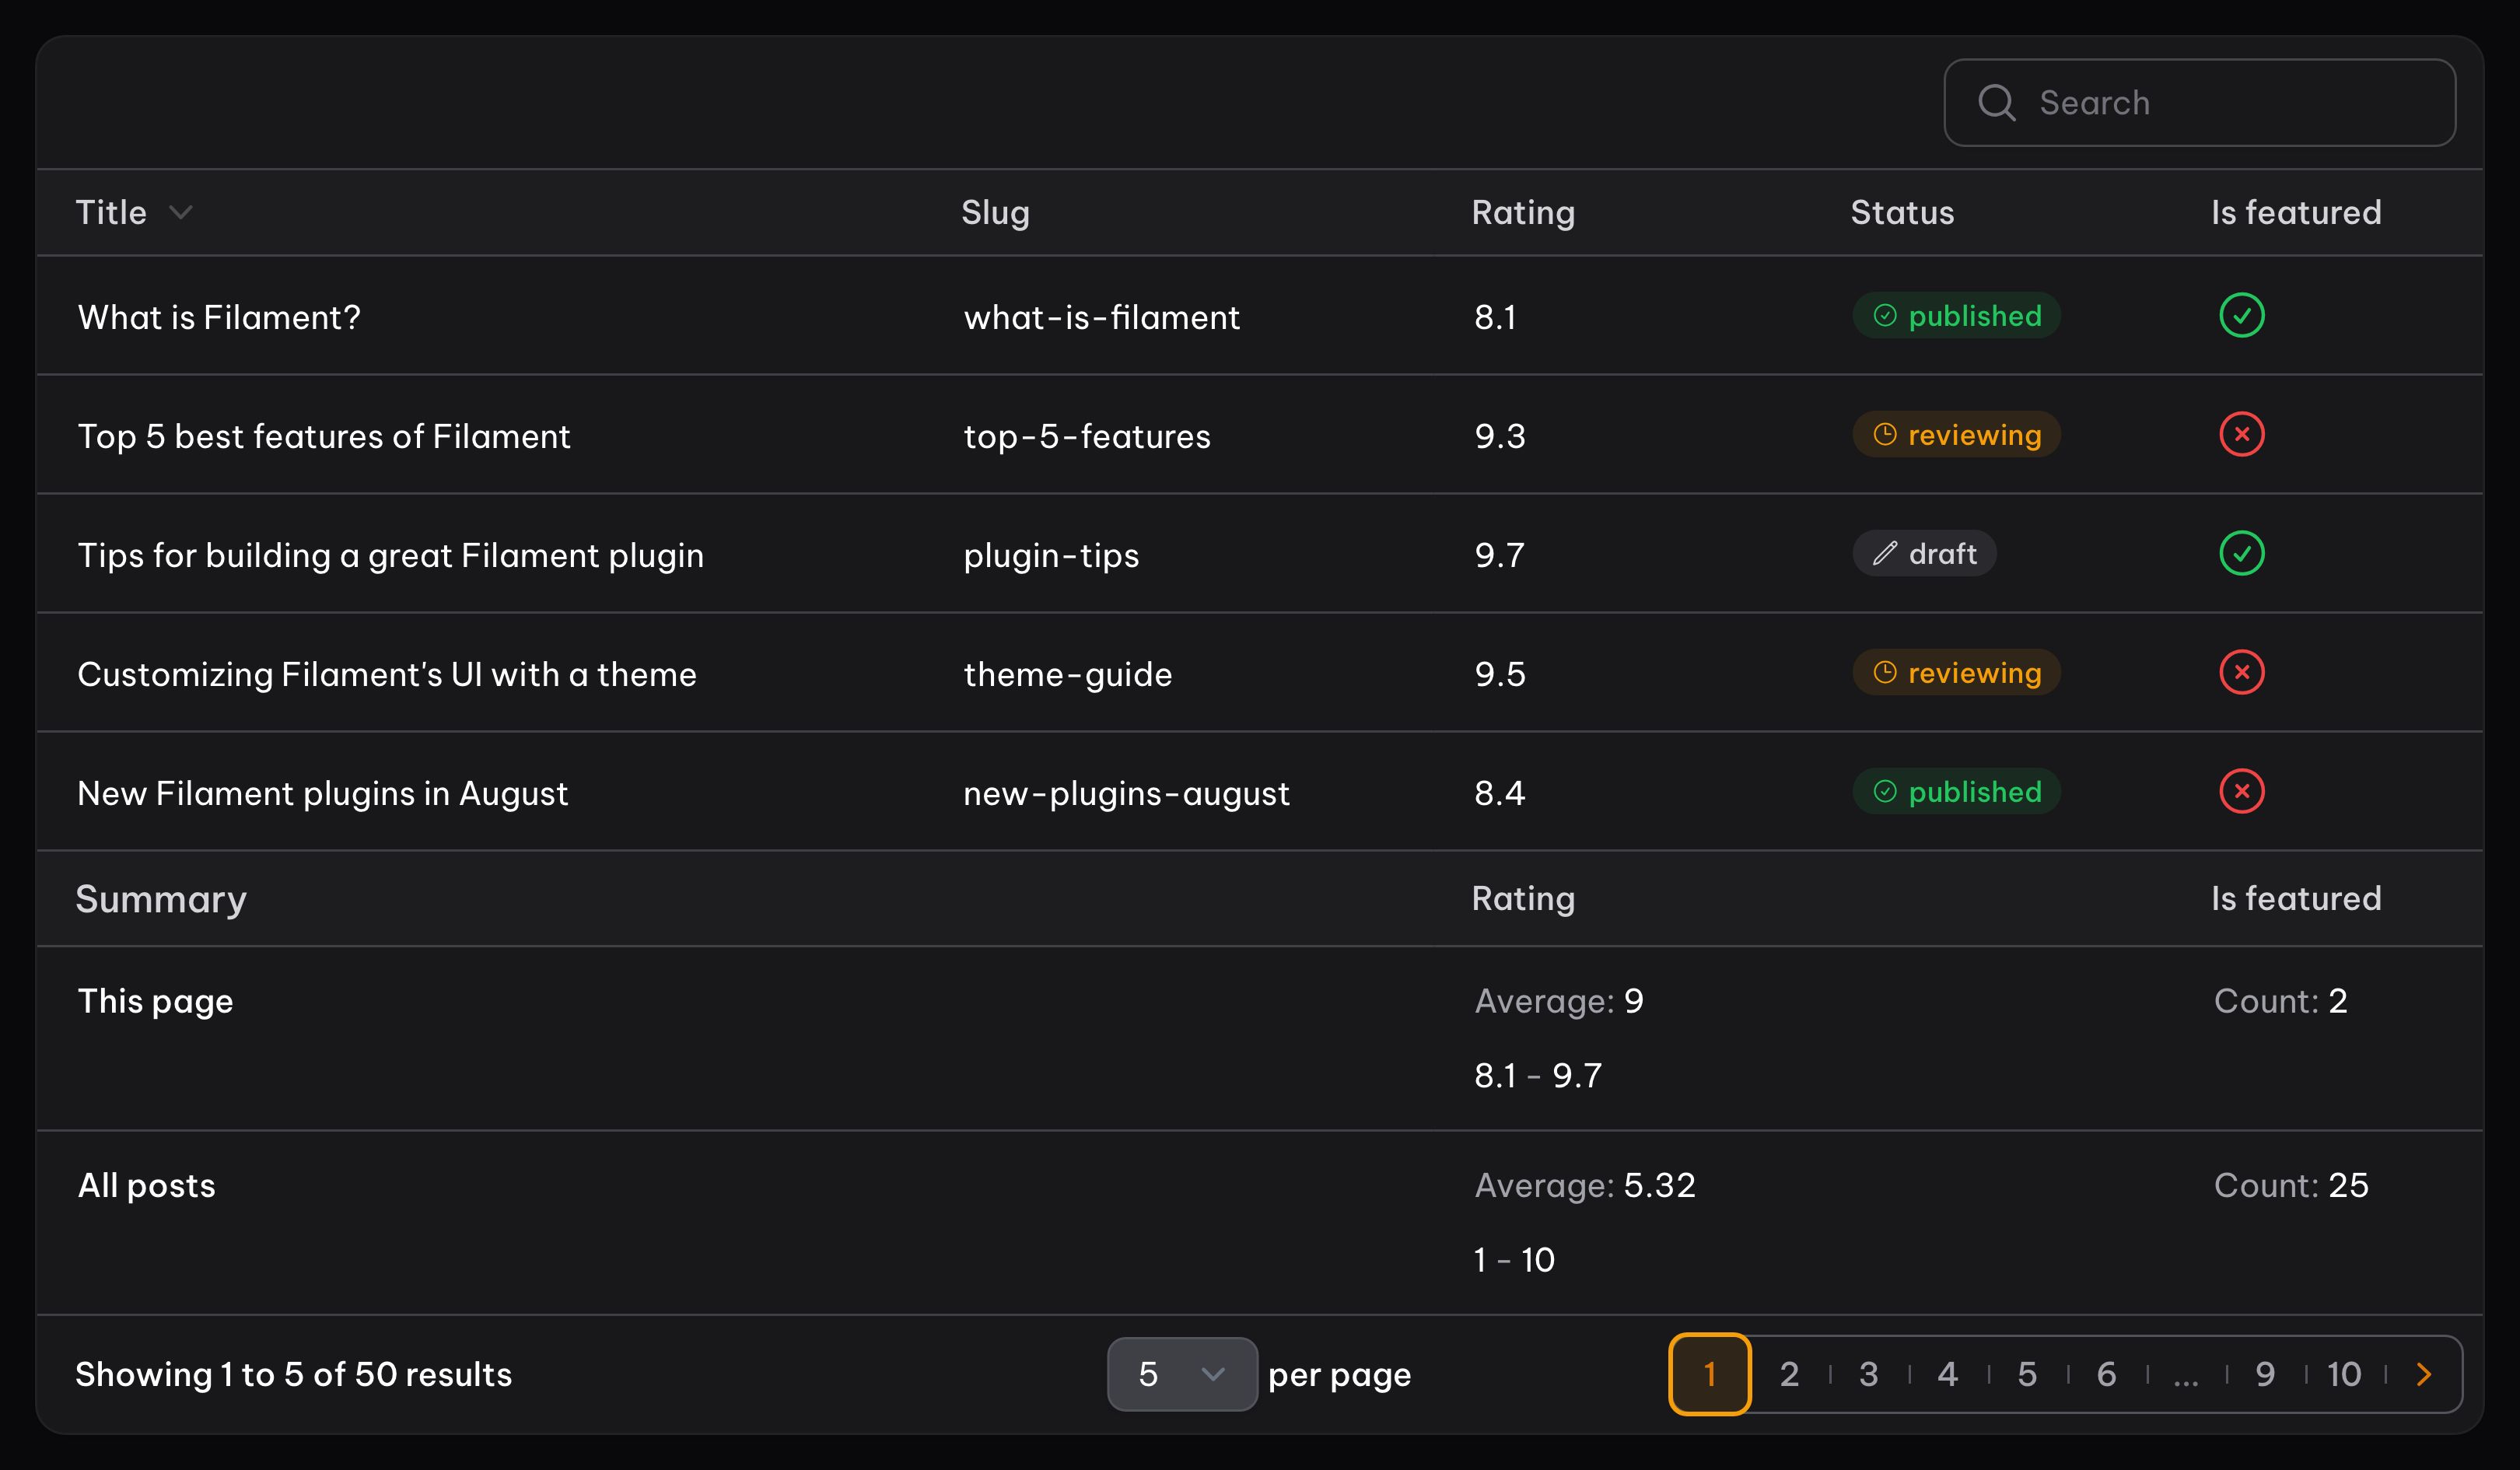 Search
Title Slug Rating Status Is featured
What is Filament? what-is-filament 8.1 published
Top 5 best features of Filament top-5-features 9.3 reviewing
Tips for building a great Filament plugin plugin-tips 9.7 draft
Customizing Filament's UI with a theme theme-guide 9.5 reviewing
New Filament plugins in August new-plugins-august 8.4 published
Summary Rating Is featured
This page Average: 9 Count: 2
8.1 - 9.7
All posts Average: 5.32 Count: 25
1 - 10
Showing 1 to 5 of 50 results 5 per page 1 2 3 4 5 6 ... 9 10